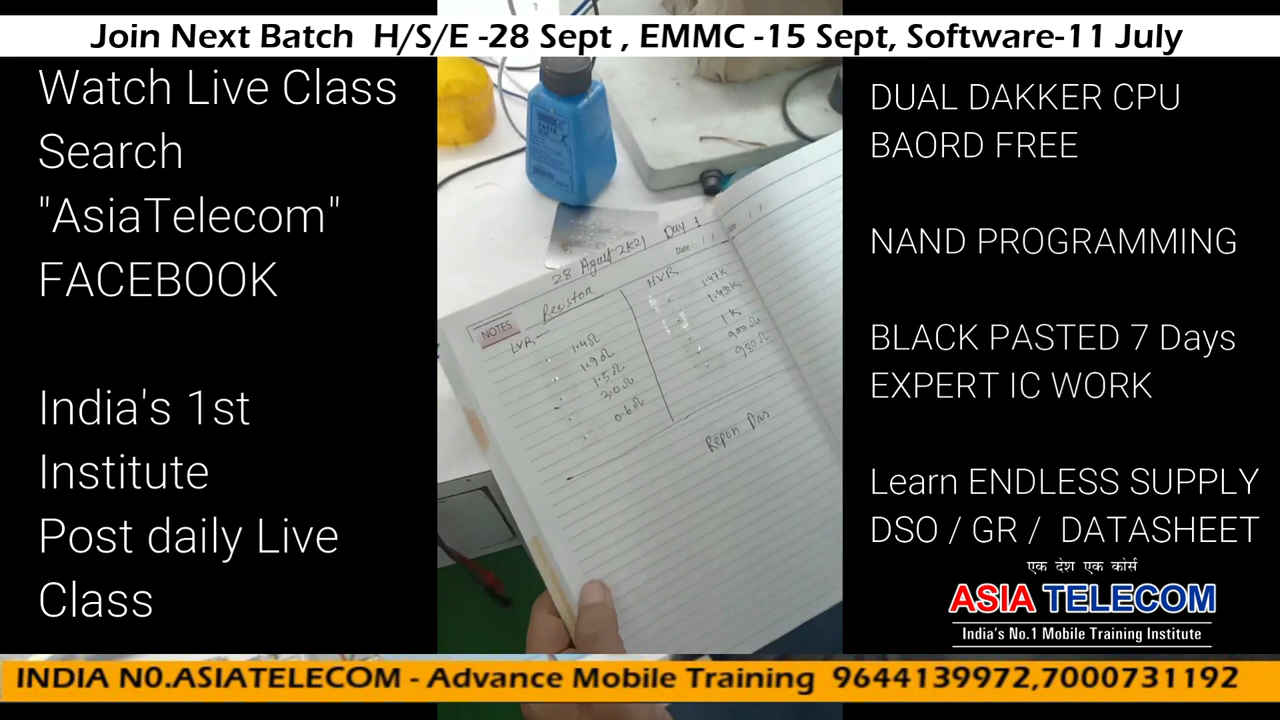 Join Next Batch H/S/E -28 Sept , EMMC -15 Sept, Software-11 July
Watch Live Class
Search
"AsiaTelecom"
FACEBOOK
India's 1st
Institute
Post daily Live
Class
28 Agust 2k21 Day 1
Date
NOTES
Resistor
LVR
1.4Ω
1.9Ω
1.5Ω
2.0Ω
0.6Ω
HVR
1.47K
1.45K
1K
900Ω
980Ω
DUAL DAKKER CPU
BAORD FREE
NAND PROGRAMMING
BLACK PASTED 7 Days
EXPERT IC WORK
Learn ENDLESS SUPPLY
DSO / GR / DATASHEET
एक देश एक कोर्स
ASIA TELECOM
India's No.1 Mobile Training Institute
INDIA N0.ASIATELECOM - Advance Mobile Training 9644139972,7000731192